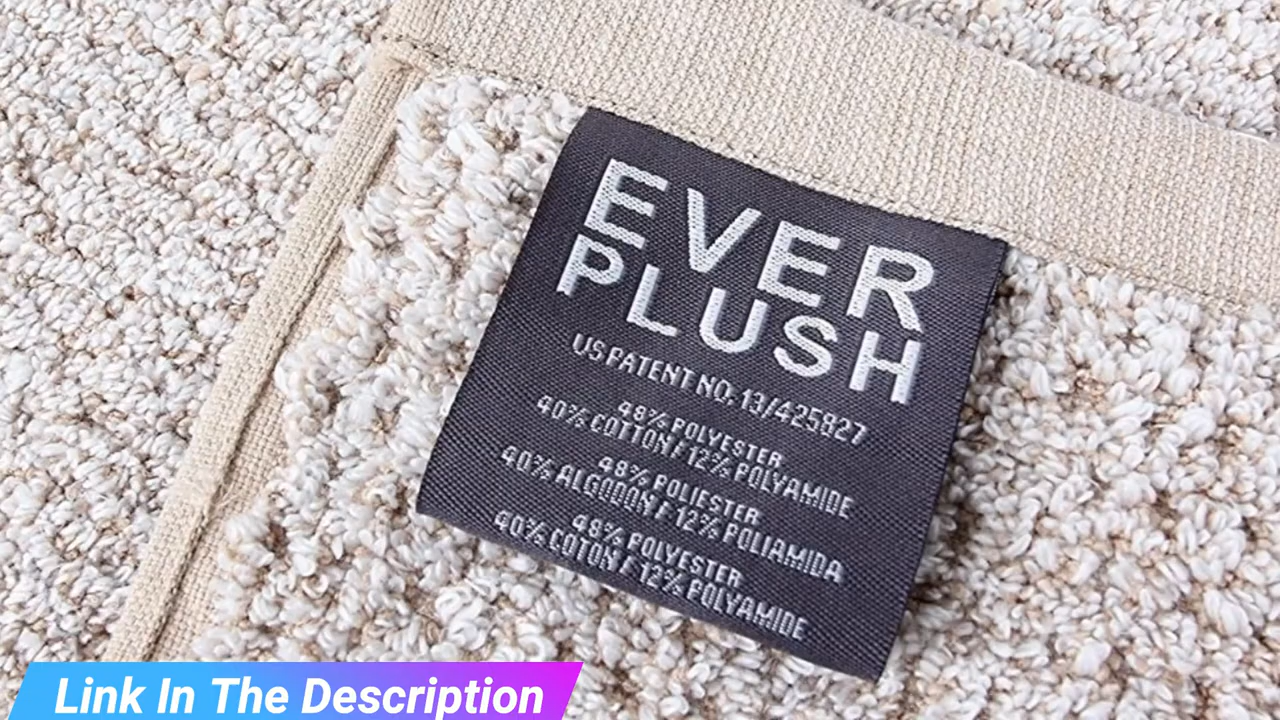 EVER
PLUSH
US PATENT NO. 13/425827
48% POLYESTER
40% COTTON / 12% POLYAMIDE
48% POLIESTER
40% ALGODON / 12% POLIAMIDA
48% POLYESTER
40% COTON / 12% POLYAMIDE
Link In The Description